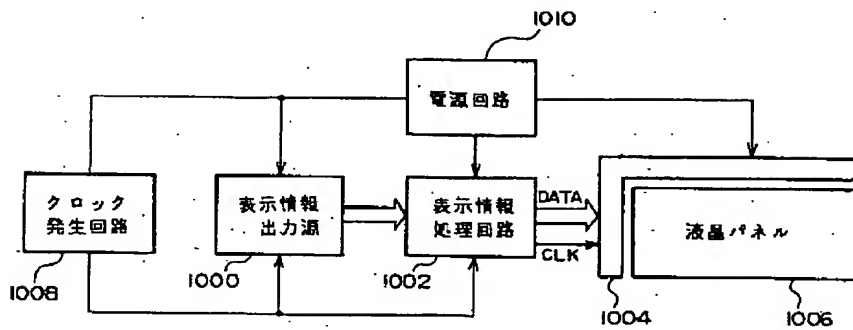 1010
電源回路
クロック
発生回路
表示情報
出力源
表示情報
処理回路
DATA
CLK
液晶パネル
1008
1000
1002
1004
1006